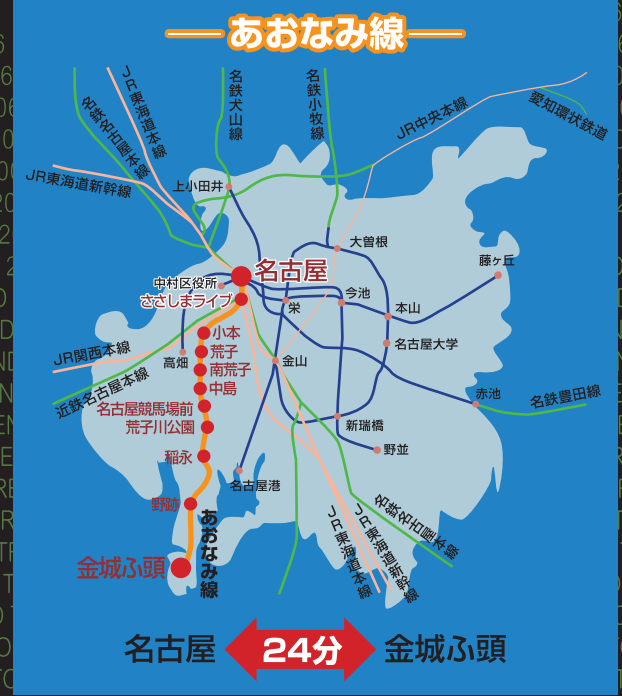 あおなみ線
名鉄名古屋本線
JR東海道本線
名鉄犬山線
名鉄小牧線
JR中央本線
愛知環状鉄道
JR東海道新幹線
上小田井
大曽根
藤ヶ丘
名古屋
中村区役所
ささしまライブ
栄
今池
本山
小本
名古屋大学
JR関西本線
荒子
高畑
金山
南荒子
近鉄名古屋本線
中島
赤池
名鉄豊田線
名古屋競馬場前
荒子川公園
新瑞橋
野並
稲永
名古屋港
野跡
あおなみ線
JR東海道本線
JR東海道新幹線
名鉄名古屋本線
金城ふ頭
名古屋 24分 金城ふ頭